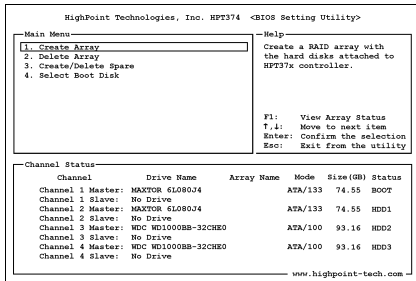 HighPoint Technologies, Inc. HPT374 <BIOS Setting Utility>
Main Menu
1. Create Array
2. Delete Array
3. Create/Delete Spare
4. Select Boot Disk
Help
Create a RAID array with
the hard disks attached to
HPT37x controller.
F1: View Array Status
↑,↓: Move to next item
Enter: Confirm the selection
Esc: Exit from the utility
Channel Status
Channel Drive Name Array Name Mode Size(GB) Status
Channel 1 Master: MAXTOR 6L080J4 ATA/133 74.55 BOOT
Channel 1 Slave: No Drive
Channel 2 Master: MAXTOR 6L080J4 ATA/133 74.55 HDD1
Channel 2 Slave: No Drive
Channel 3 Master: WDC WD1000BB-32CHE0 ATA/100 93.16 HDD2
Channel 3 Slave: No Drive
Channel 4 Master: WDC WD1000BB-32CHE0 ATA/100 93.16 HDD3
Channel 4 Slave: No Drive
www.highpoint-tech.com